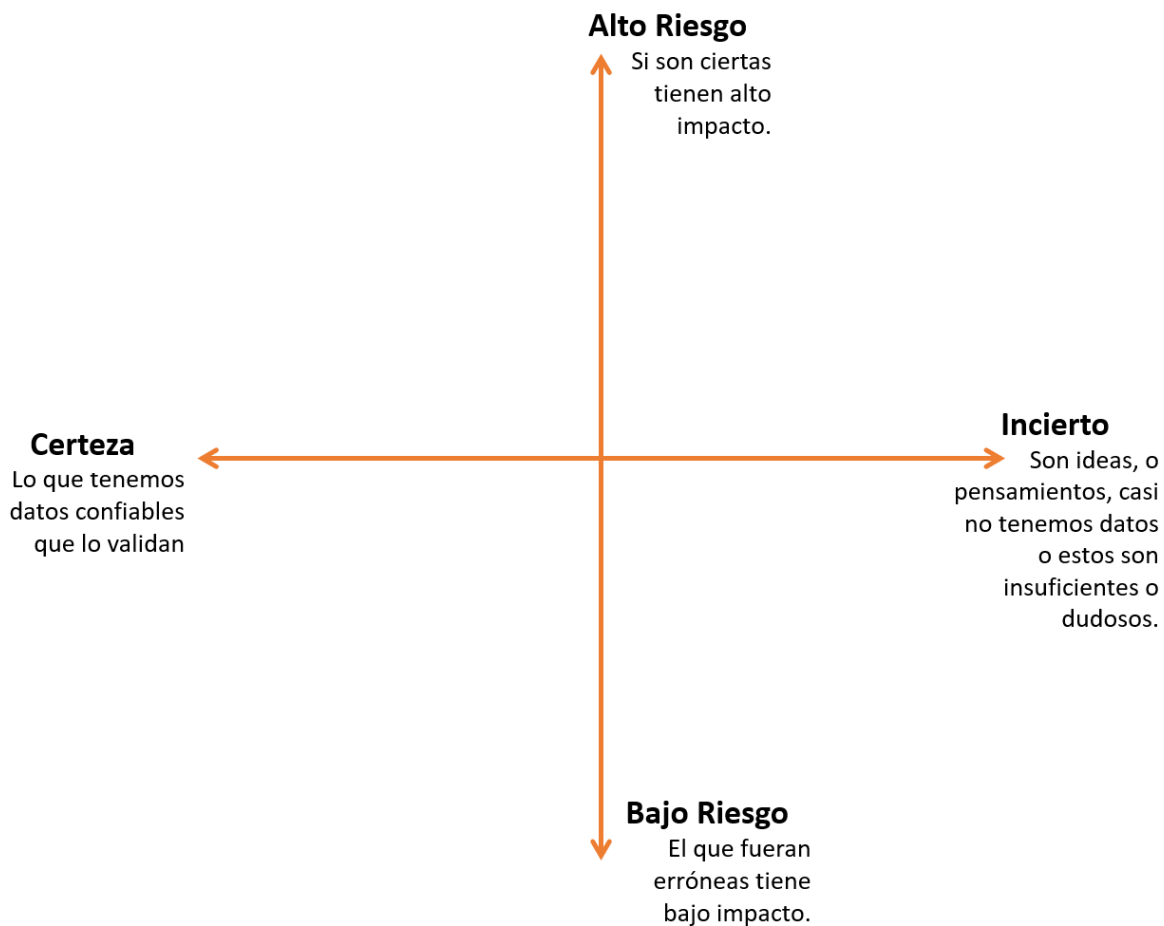 Alto Riesgo
Si son ciertas
tienen alto
impacto.
Certeza
Lo que tenemos
datos confiables
que lo validan
Incierto
Son ideas, o
pensamientos, casi
no tenemos datos
o estos son
insuficientes o
dudosos.
Bajo Riesgo
El que fueran
erróneas tiene
bajo impacto.